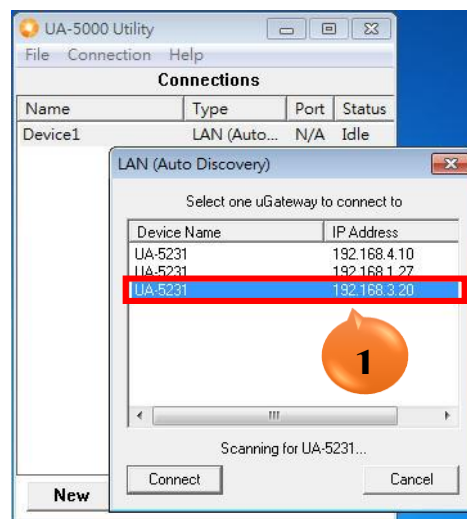 UA-5000 Utility
File Connection Help
Connections
Name Type Port Status
Device1 LAN (Auto... N/A Idle
LAN (Auto Discovery)
Select one uGateway to connect to
Device Name IP Address
UA-5231 192.168.4.10
UA-5231 192.168.1.27
UA-5231 192.168.3.20
1
Scanning for UA-5231...
Connect Cancel
New